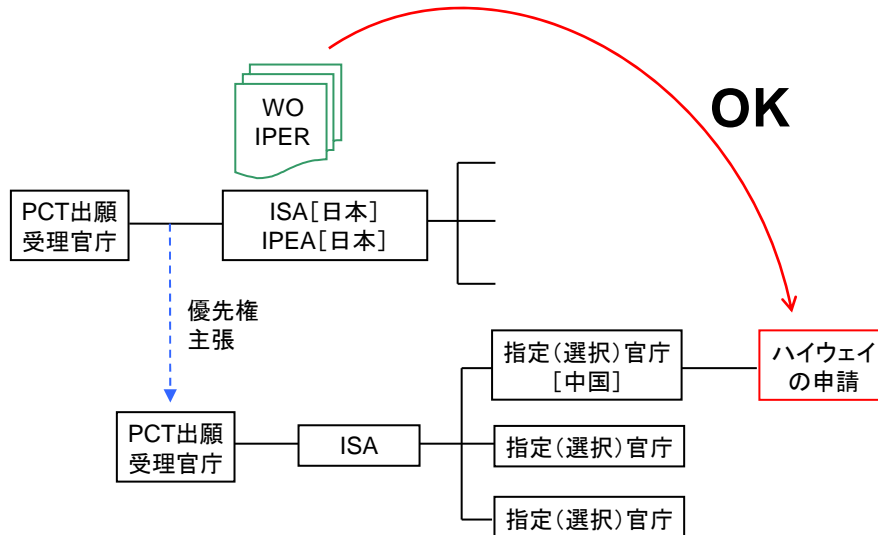 WO
IPER
OK
PCT出願
受理官庁
ISA[日本]
IPEA[日本]
優先権
主張
指定(選択)官庁
[中国]
ハイウェイ
の申請
PCT出願
受理官庁
ISA
指定(選択)官庁
指定(選択)官庁